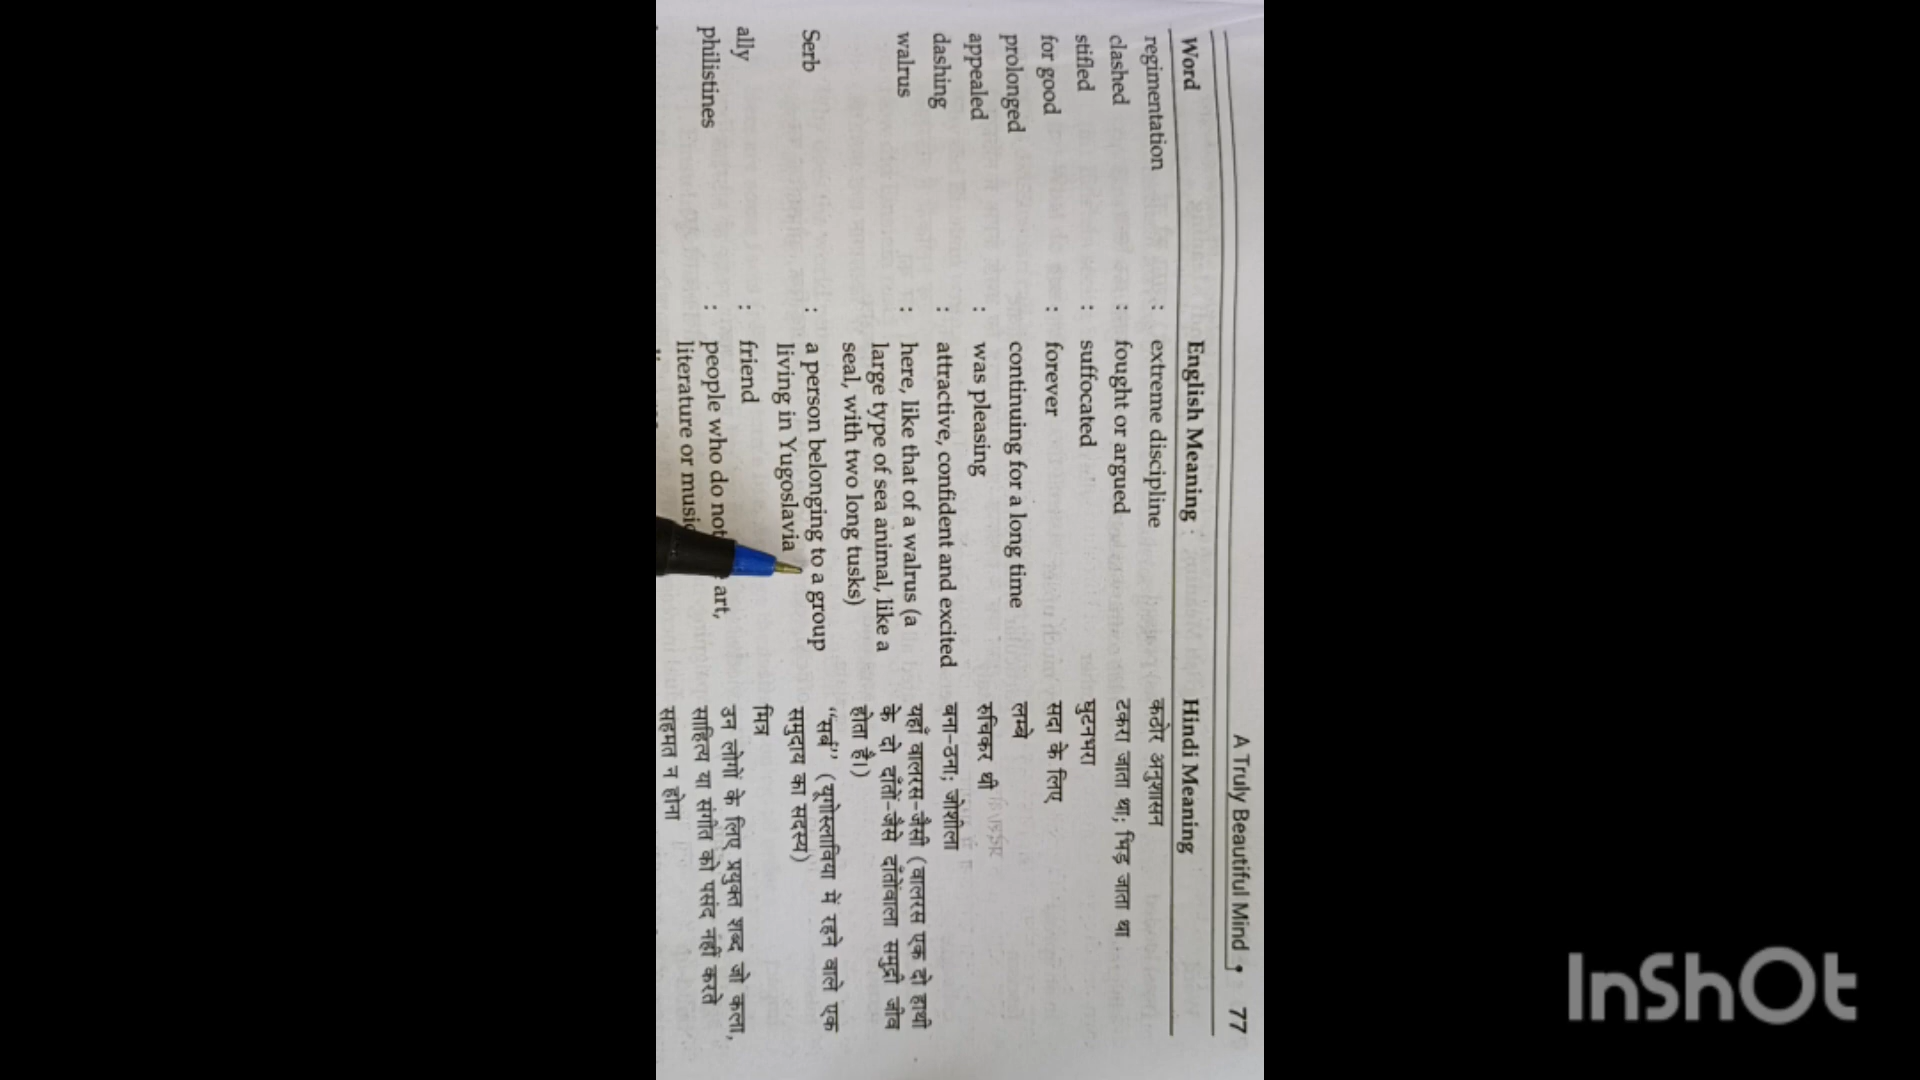 A Truly Beautiful Mind • 77
Word English Meaning : Hindi Meaning
regimentation : extreme discipline कठोर अनुशासन
clashed : fought or argued टकरा जाता था; भिड़ जाता था
stifled : suffocated घुटनभरा
for good : forever सदा के लिए
prolonged continuing for a long time लम्बे
appealed : was pleasing रुचिकर थी
dashing : attractive, confident and excited बना-ठना; जोशीला
walrus : here, like that of a walrus (a यहाँ वालरस-जैसी (वालरस एक दो हाथी
large type of sea animal, like a के दो दाँतों-जैसे दाँतोंवाला समुद्री जीव
seal, with two long tusks) होता है।)
Serb : a person belonging to a group "सर्ब" (यूगोस्लाविया में रहने वाले एक
living in Yugoslavia समुदाय का सदस्य)
ally : friend मित्र
philistines : people who do not art, उन लोगों के लिए प्रयुक्त शब्द जो कला,
literature or music साहित्य या संगीत को पसंद नहीं करते
सहमत न होना
InShOt